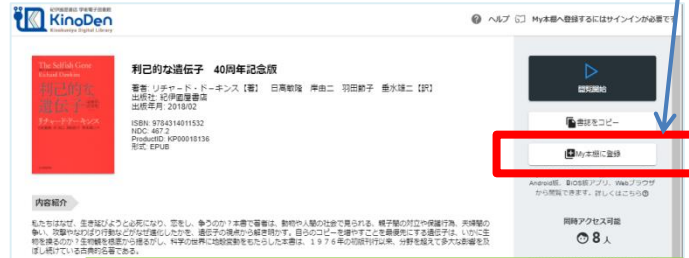 紀伊國屋書店 学術電子図書館
KinoDen
Kinokuniya Digital Library
ヘルプ
My本棚へ登録するにはサインインが必要です
The Selfish Gene
Richard Dawkins
利己的な
遺伝子
リチャード・ドーキンス
利己的な遺伝子 40周年記念版
著者: リチャード・ドーキンス【著】 日髙敏隆 岸由二 羽田節子 垂水雄二【訳】
出版社: 紀伊國屋書店
出版年月: 2018/02
ISBN: 9784314011532
NDC: 467.2
ProductID: KP00018136
形式: EPUB
閲覧開始
書誌をコピー
My本棚に登録
Android版、iOS版アプリ、Webブラウザ
から閲覧できます。詳しくはこちら
同時アクセス可能
8 人
内容紹介
私たちはなぜ、生き延びようと必死になり、恋をし、争うのか？本書で著者は、動物や人間の社会で見られる、親子間の対立や保護行為、夫婦間の
争い、攻撃やなわばり行動などがなぜ進化したかを、遺伝子の視点から解き明かす。自らのコピーを増やすことを最優先にする遺伝子は、いかに生
物を操るのか？生物観を根底から揺るがし、科学の世界に地殻変動をもたらした本書は、１９７６年の初版刊行以来、分野を超えて多大な影響を及
ぼし続けている古典的名著である。